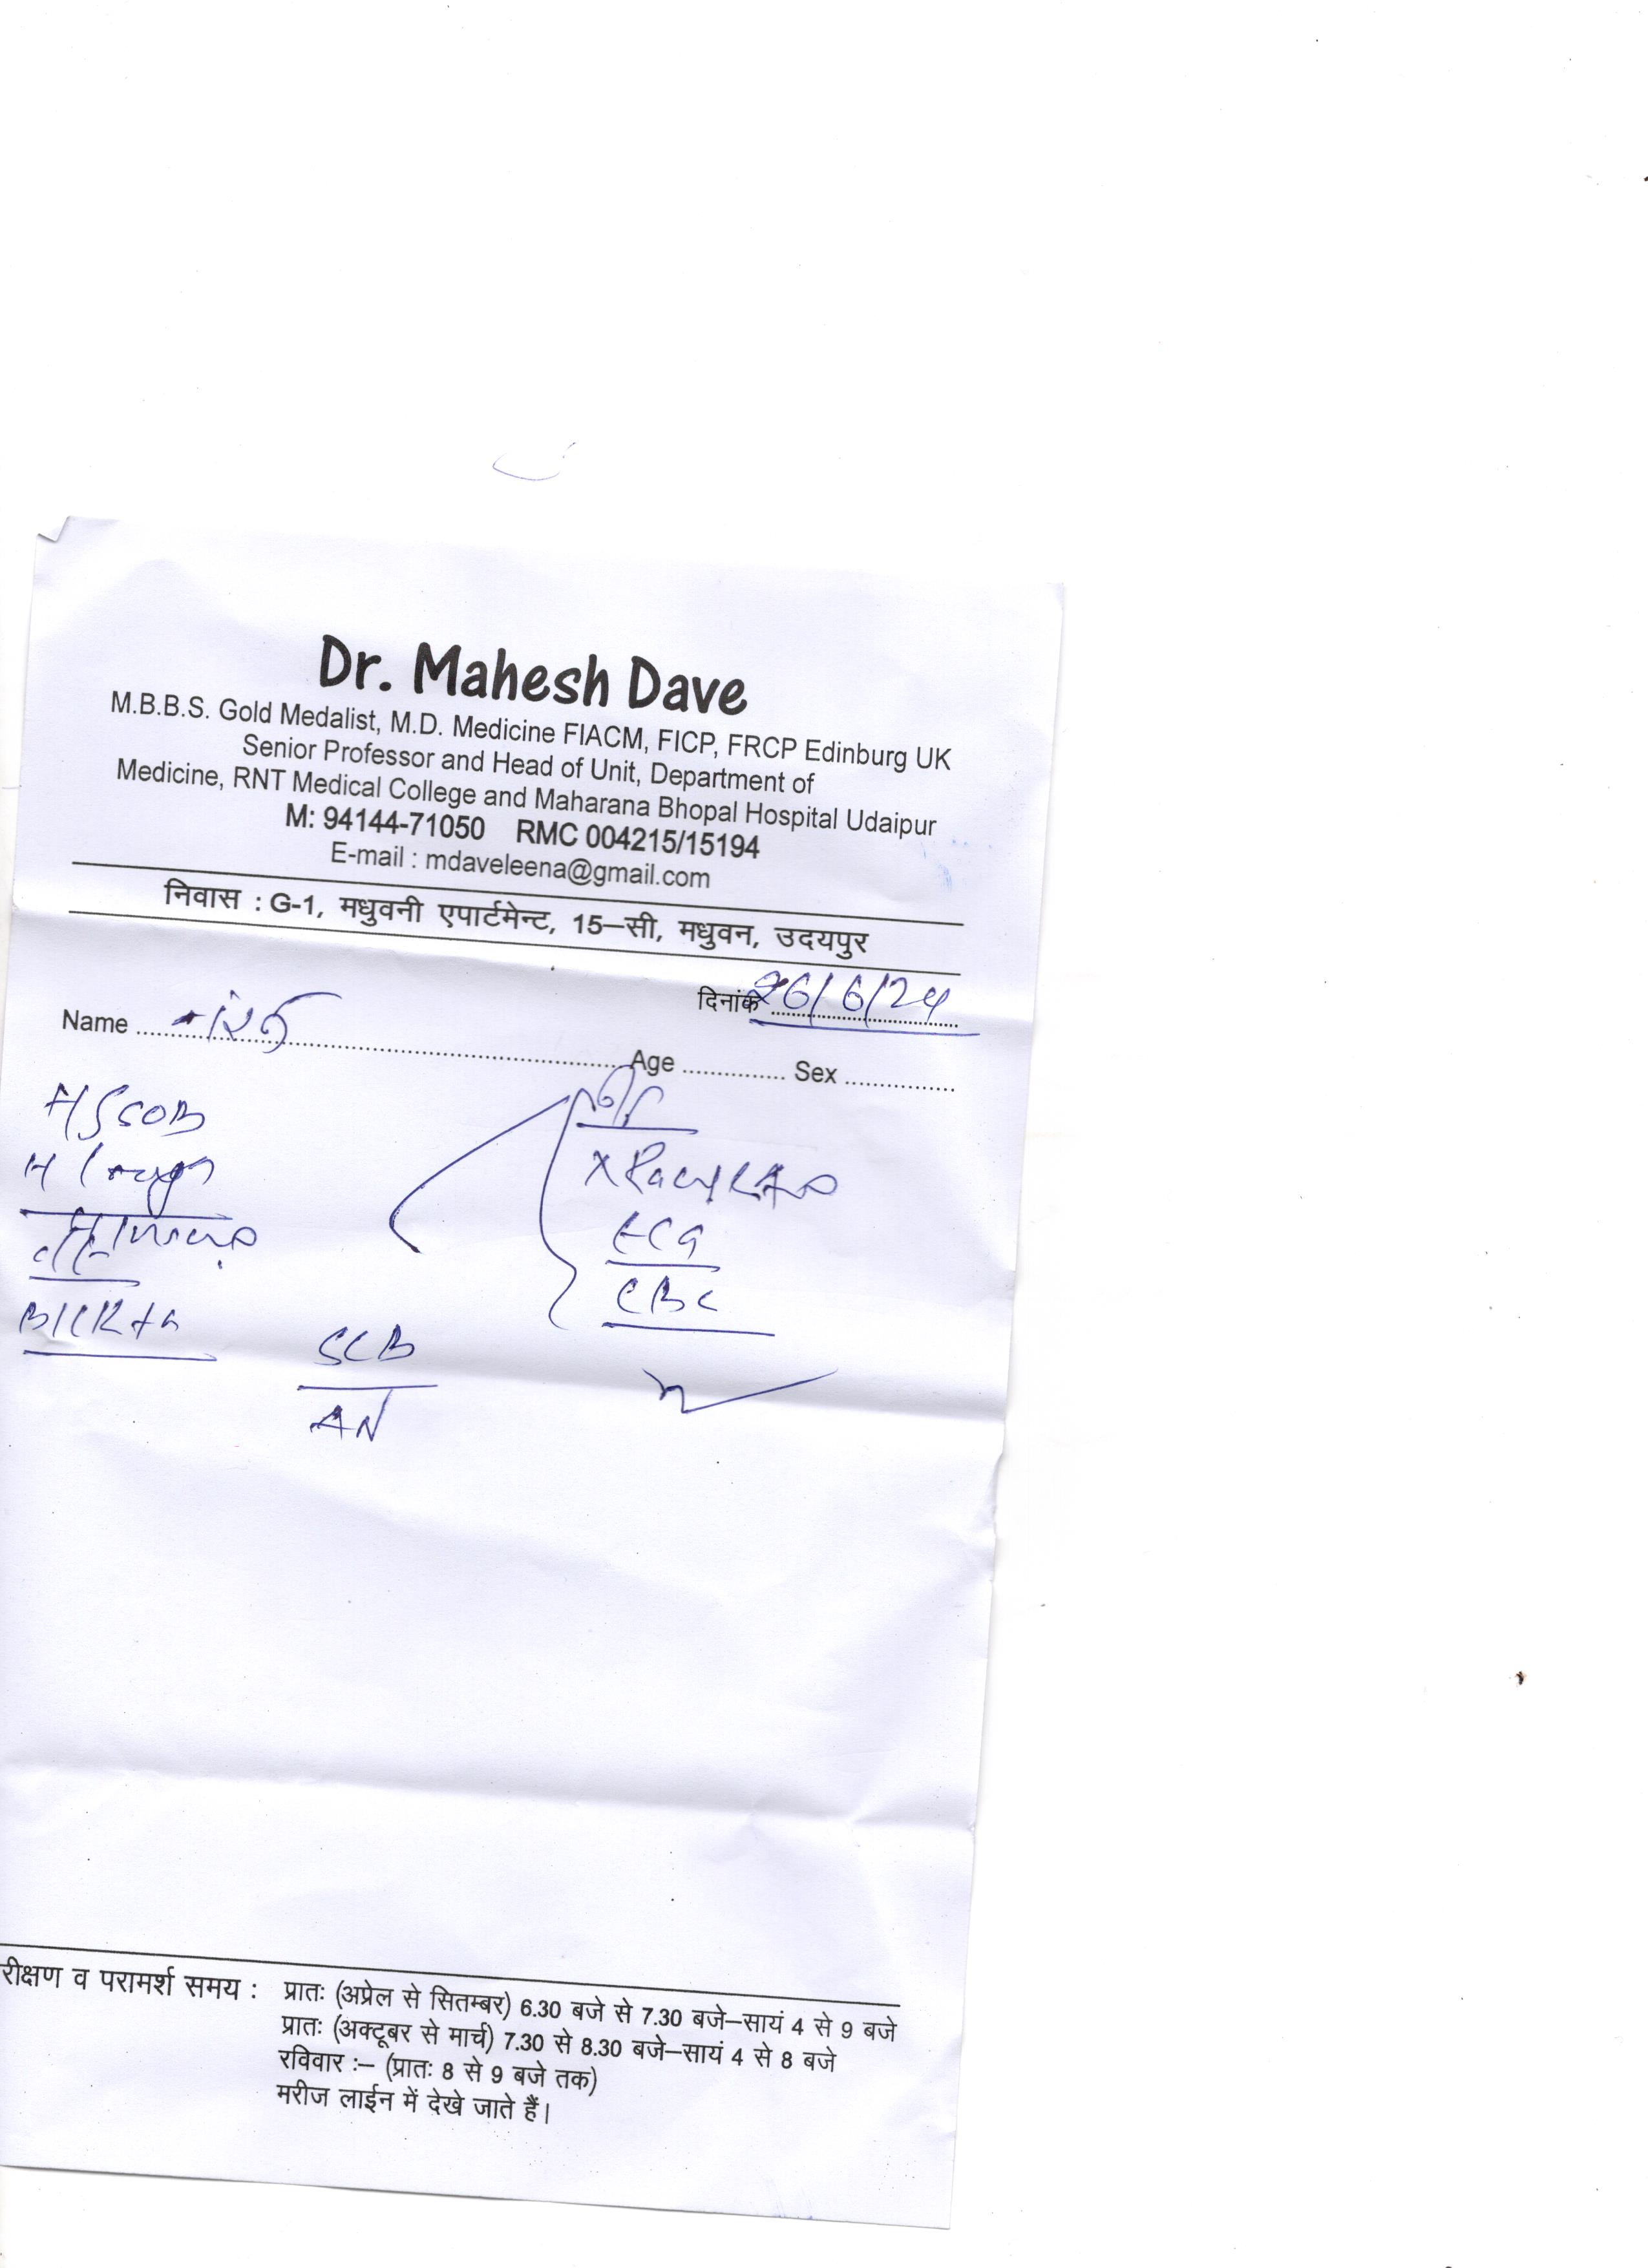 Dr. Mahesh Dave
M.B.B.S. Gold Medalist, M.D. Medicine FIACM, FICP, FRCP Edinburg UK
Senior Professor and Head of Unit, Department of
Medicine, RNT Medical College and Maharana Bhopal Hospital Udaipur
M: 94144-71050 RMC 004215/15194
E-mail : mdaveleena@gmail.com
निवास : G-1, मधुवनी एपार्टमेन्ट, 15–सी, मधुवन, उदयपुर
दिनांक 26/6/24
Name Age Sex
H/SOB
ECG
CBC
रीक्षण व परामर्श समय : प्रातः (अप्रेल से सितम्बर) 6.30 बजे से 7.30 बजे–सायं 4 से 9 बजे
प्रातः (अक्टूबर से मार्च) 7.30 से 8.30 बजे–सायं 4 से 8 बजे
रविवार :– (प्रातः 8 से 9 बजे तक)
मरीज लाईन में देखे जाते हैं।